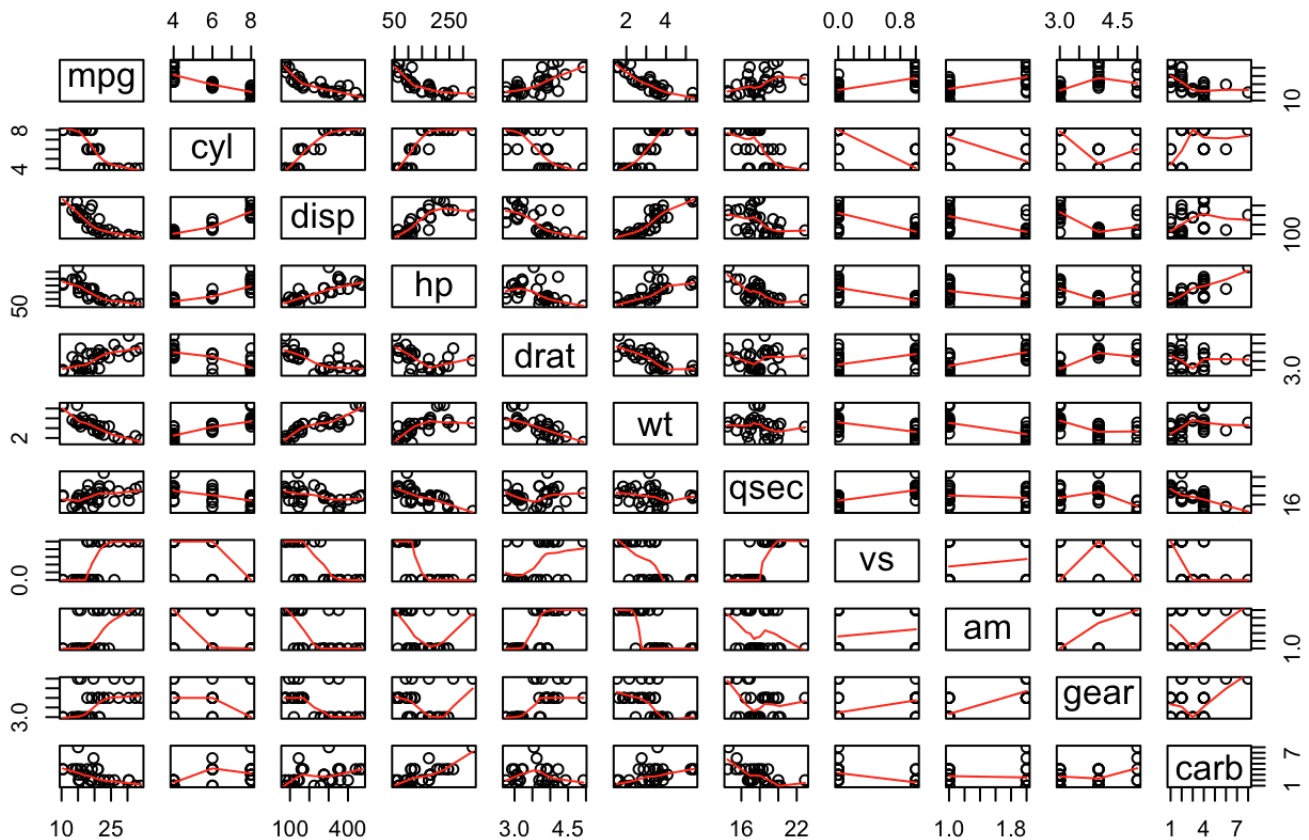 4 6 8 50 250 2 4 0.0 0.8 3.0 4.5
mpg 10
8 4 cyl
disp 100
50 hp
drat 3.0
2 wt
qsec 16
0.0 vs
am 1.0
3.0 gear
carb 7 1
10 25 100 400 3.0 4.5 16 22 1.0 1.8 1 4 7